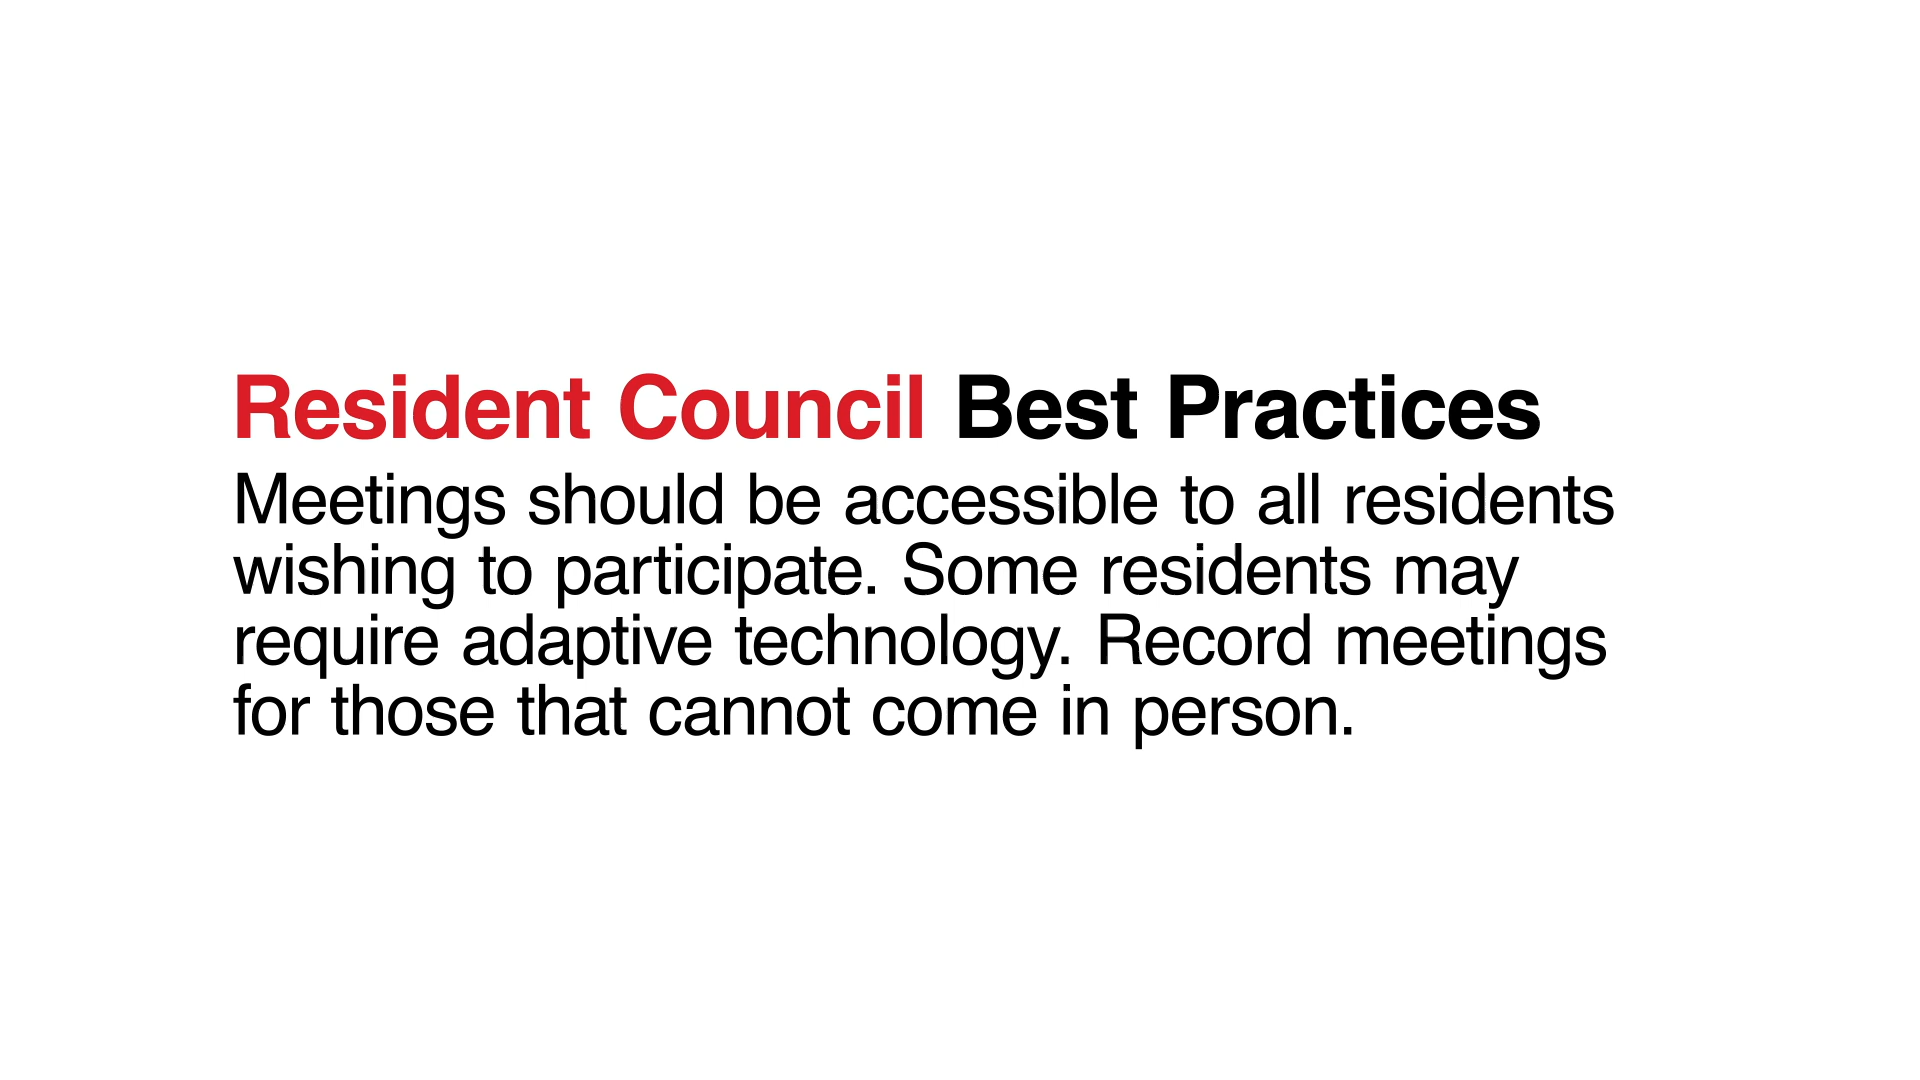 Resident Council Best Practices
Meetings should be accessible to all residents
wishing to participate. Some residents may
require adaptive technology. Record meetings
for those that cannot come in person.